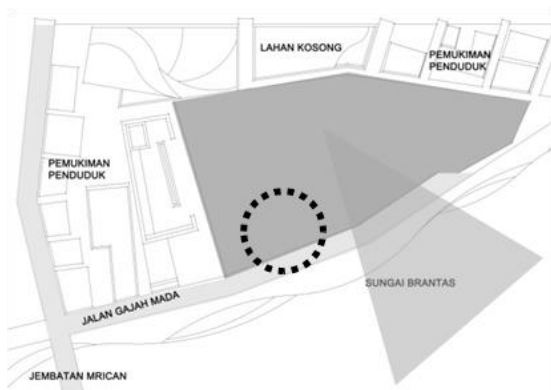 LAHAN KOSONG
PEMUKIMAN
PENDUDUK
PEMUKIMAN
PENDUDUK
SUNGAI BRANTAS
JALAN GAJAH MADA
JEMBATAN MRICAN